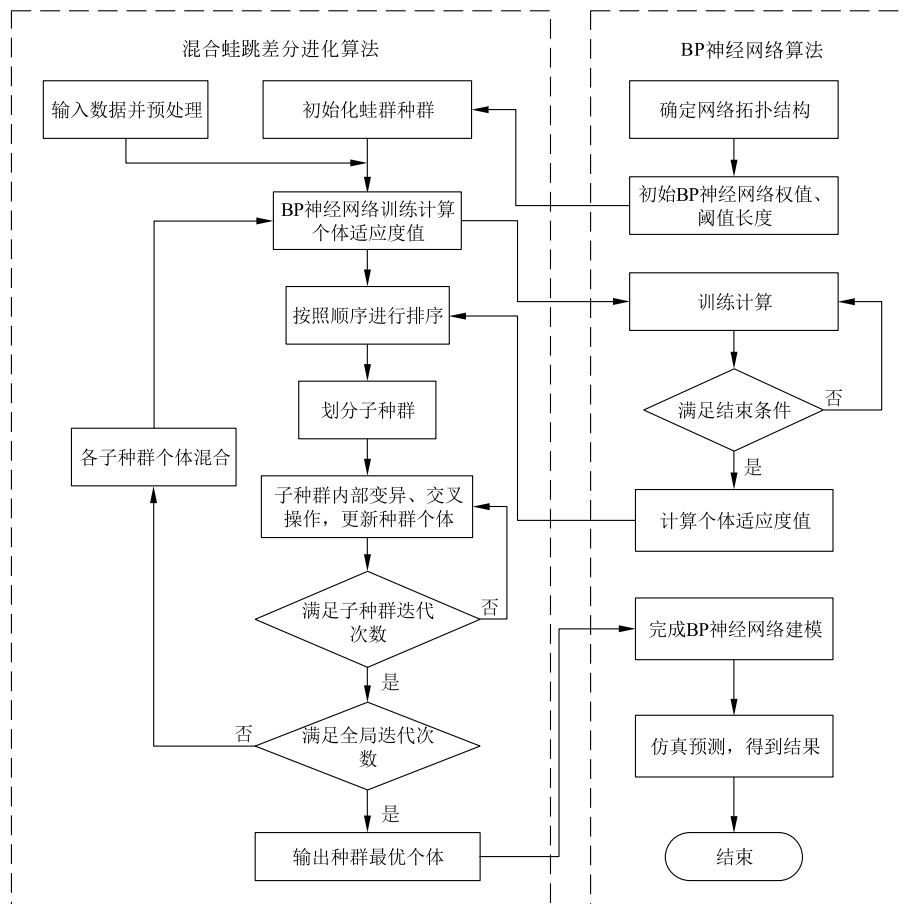 混合蛙跳差分进化算法
输入数据并预处理
初始化蛙群种群
BP神经网络训练计算
个体适应度值
按照顺序进行排序
划分子种群
各子种群个体混合
子种群内部变异、交叉
操作，更新种群个体
满足子种群迭代
次数
否
是
满足全局迭代次
数
否
是
输出种群最优个体
BP神经网络算法
确定网络拓扑结构
初始BP神经网络权值、
阈值长度
训练计算
满足结束条件
否
是
计算个体适应度值
完成BP神经网络建模
仿真预测，得到结果
结束